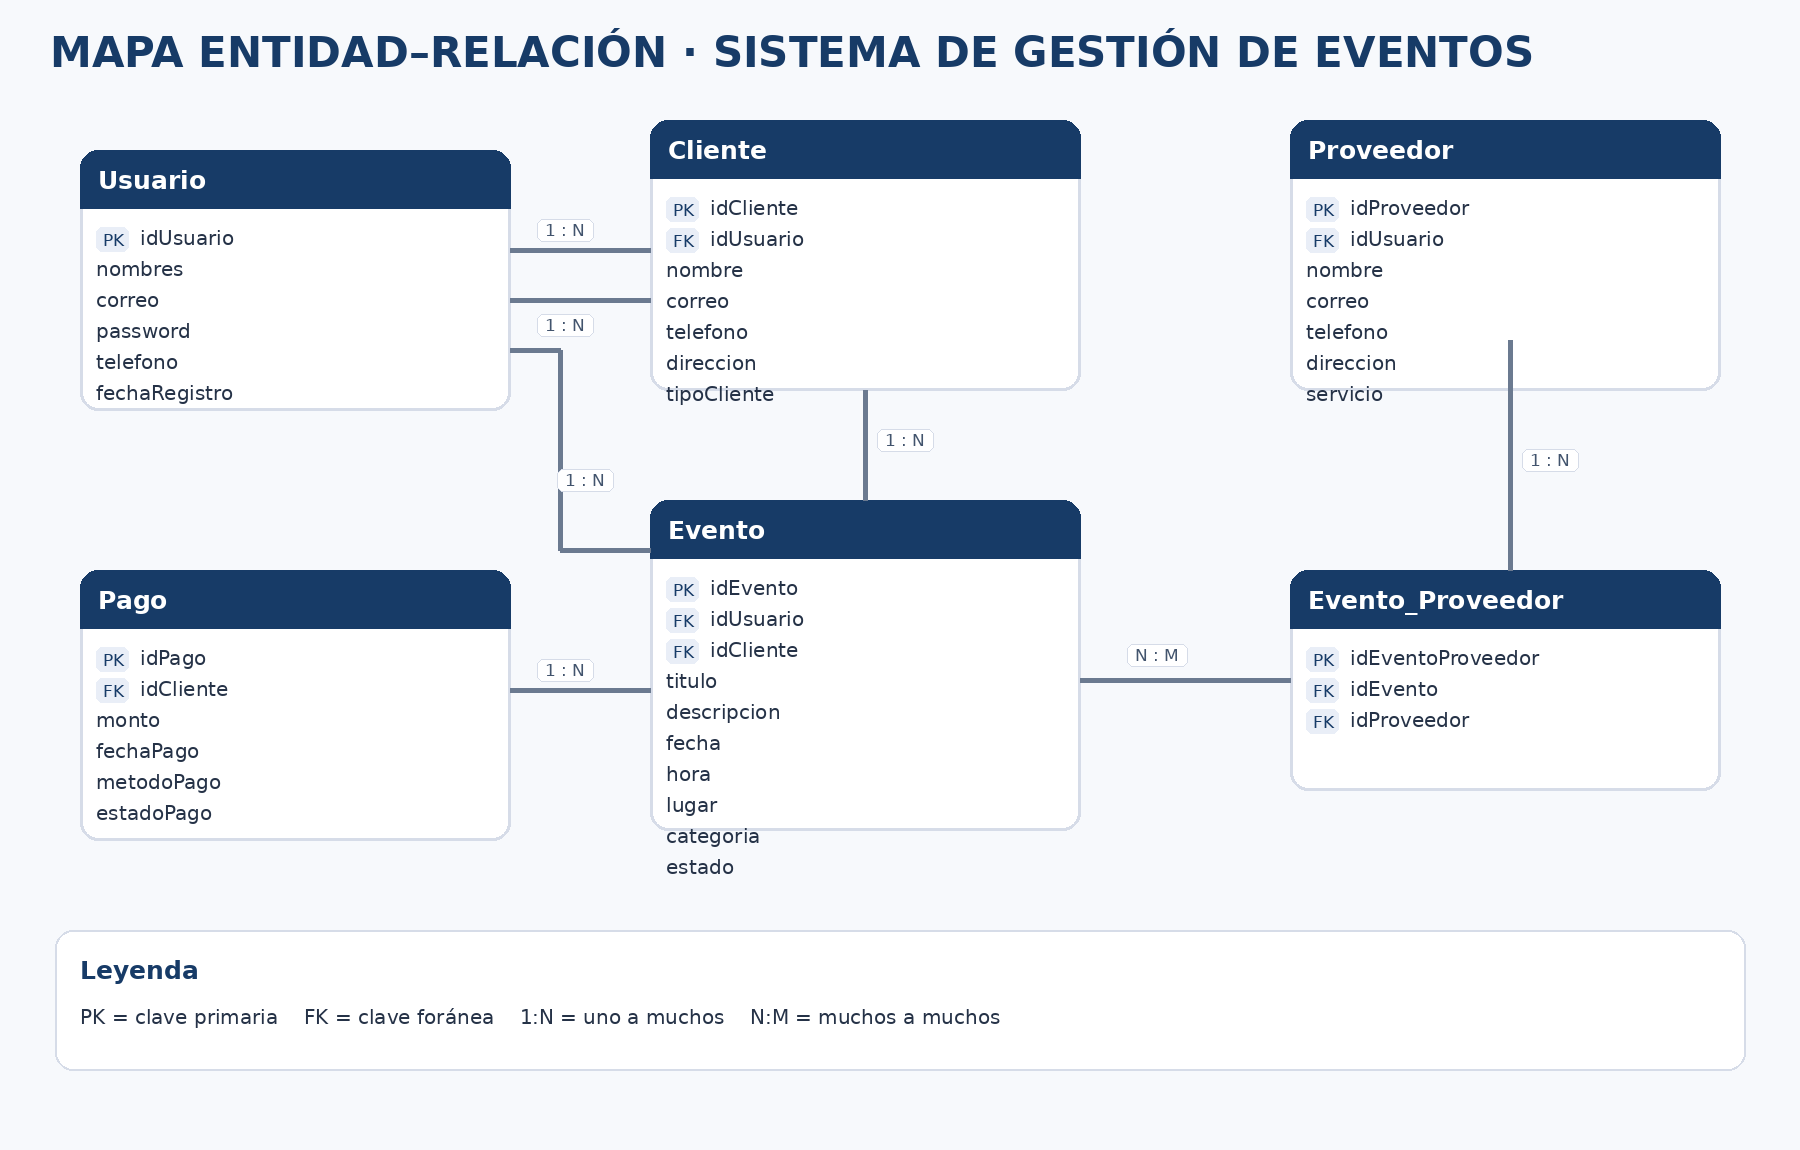 MAPA ENTIDAD–RELACIÓN · SISTEMA DE GESTIÓN DE EVENTOS
Usuario
PK idUsuario
nombres
correo
password
telefono
fechaRegistro
1 : N
1 : N
1 : N
Cliente
PK idCliente
FK idUsuario
nombre
correo
telefono
direccion
tipoCliente
1 : N
Proveedor
PK idProveedor
FK idUsuario
nombre
correo
telefono
direccion
servicio
1 : N
Pago
PK idPago
FK idCliente
monto
fechaPago
metodoPago
estadoPago
1 : N
Evento
PK idEvento
FK idUsuario
FK idCliente
titulo
descripcion
fecha
hora
lugar
categoria
estado
N : M
Evento_Proveedor
PK idEventoProveedor
FK idEvento
FK idProveedor
Leyenda
PK = clave primaria FK = clave foránea 1:N = uno a muchos N:M = muchos a muchos